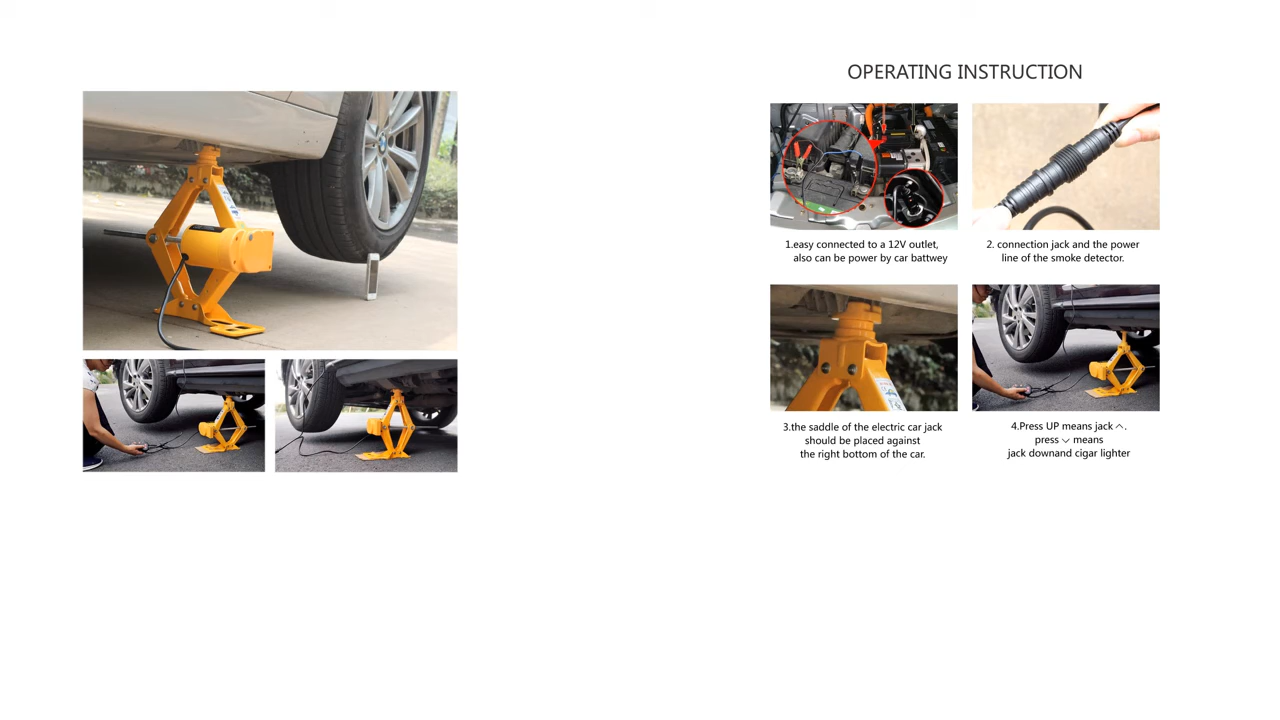 OPERATING INSTRUCTION
1.easy connected to a 12V outlet,
also can be power by car battwey
2. connection jack and the power
line of the smoke detector.
3.the saddle of the electric car jack
should be placed against
the right bottom of the car.
4.Press UP means jack ︿.
press ﹀ means
jack downand cigar lighter